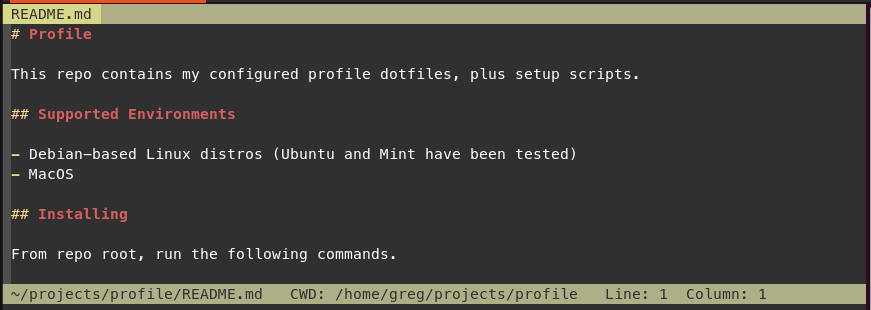 README.md
# Profile
This repo contains my configured profile dotfiles, plus setup scripts.
## Supported Environments
- Debian-based Linux distros (Ubuntu and Mint have been tested)
- MacOS
## Installing
From repo root, run the following commands.
~/projects/profile/README.md   CWD: /home/greg/projects/profile   Line: 1  Column: 1